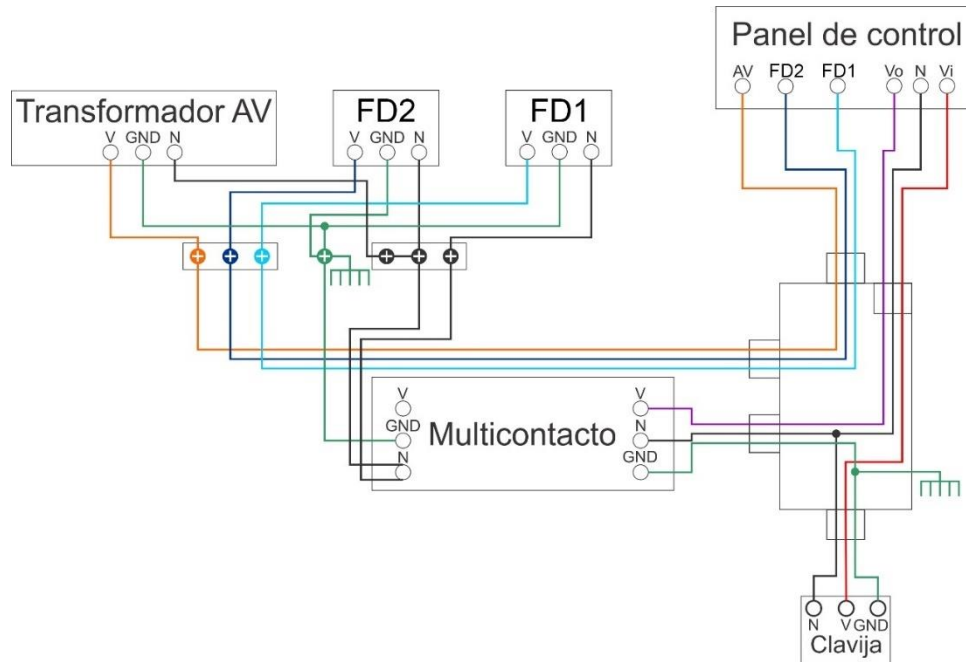 Panel de control
AV FD2 FD1 Vo N Vi
Transformador AV
V GND N
FD2
V GND N
FD1
V GND N
Multicontacto
V
GND
N
V
N
GND
N V GND
Clavija